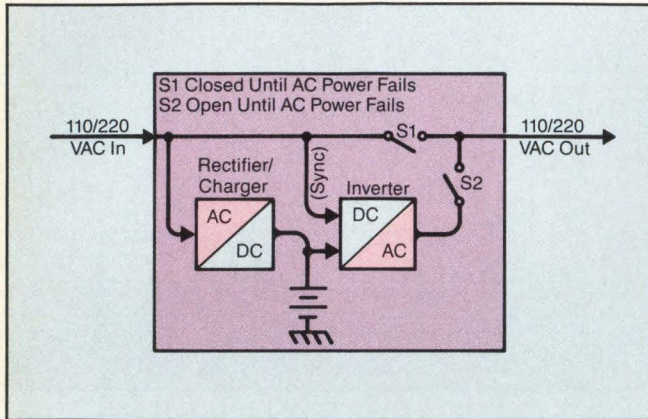 S1 Closed Until AC Power Fails
S2 Open Until AC Power Fails
110/220
VAC In
S1
110/220
VAC Out
Rectifier/
Charger
(Sync)
Inverter
S2
AC
DC
DC
AC